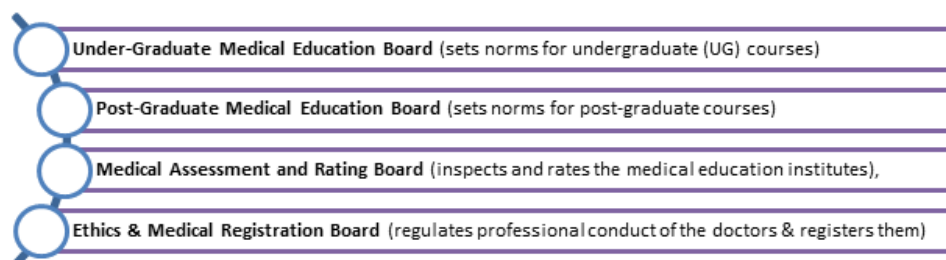 Under-Graduate Medical Education Board (sets norms for undergraduate (UG) courses)
Post-Graduate Medical Education Board (sets norms for post-graduate courses)
Medical Assessment and Rating Board (inspects and rates the medical education institutes),
Ethics & Medical Registration Board (regulates professional conduct of the doctors & registers them)